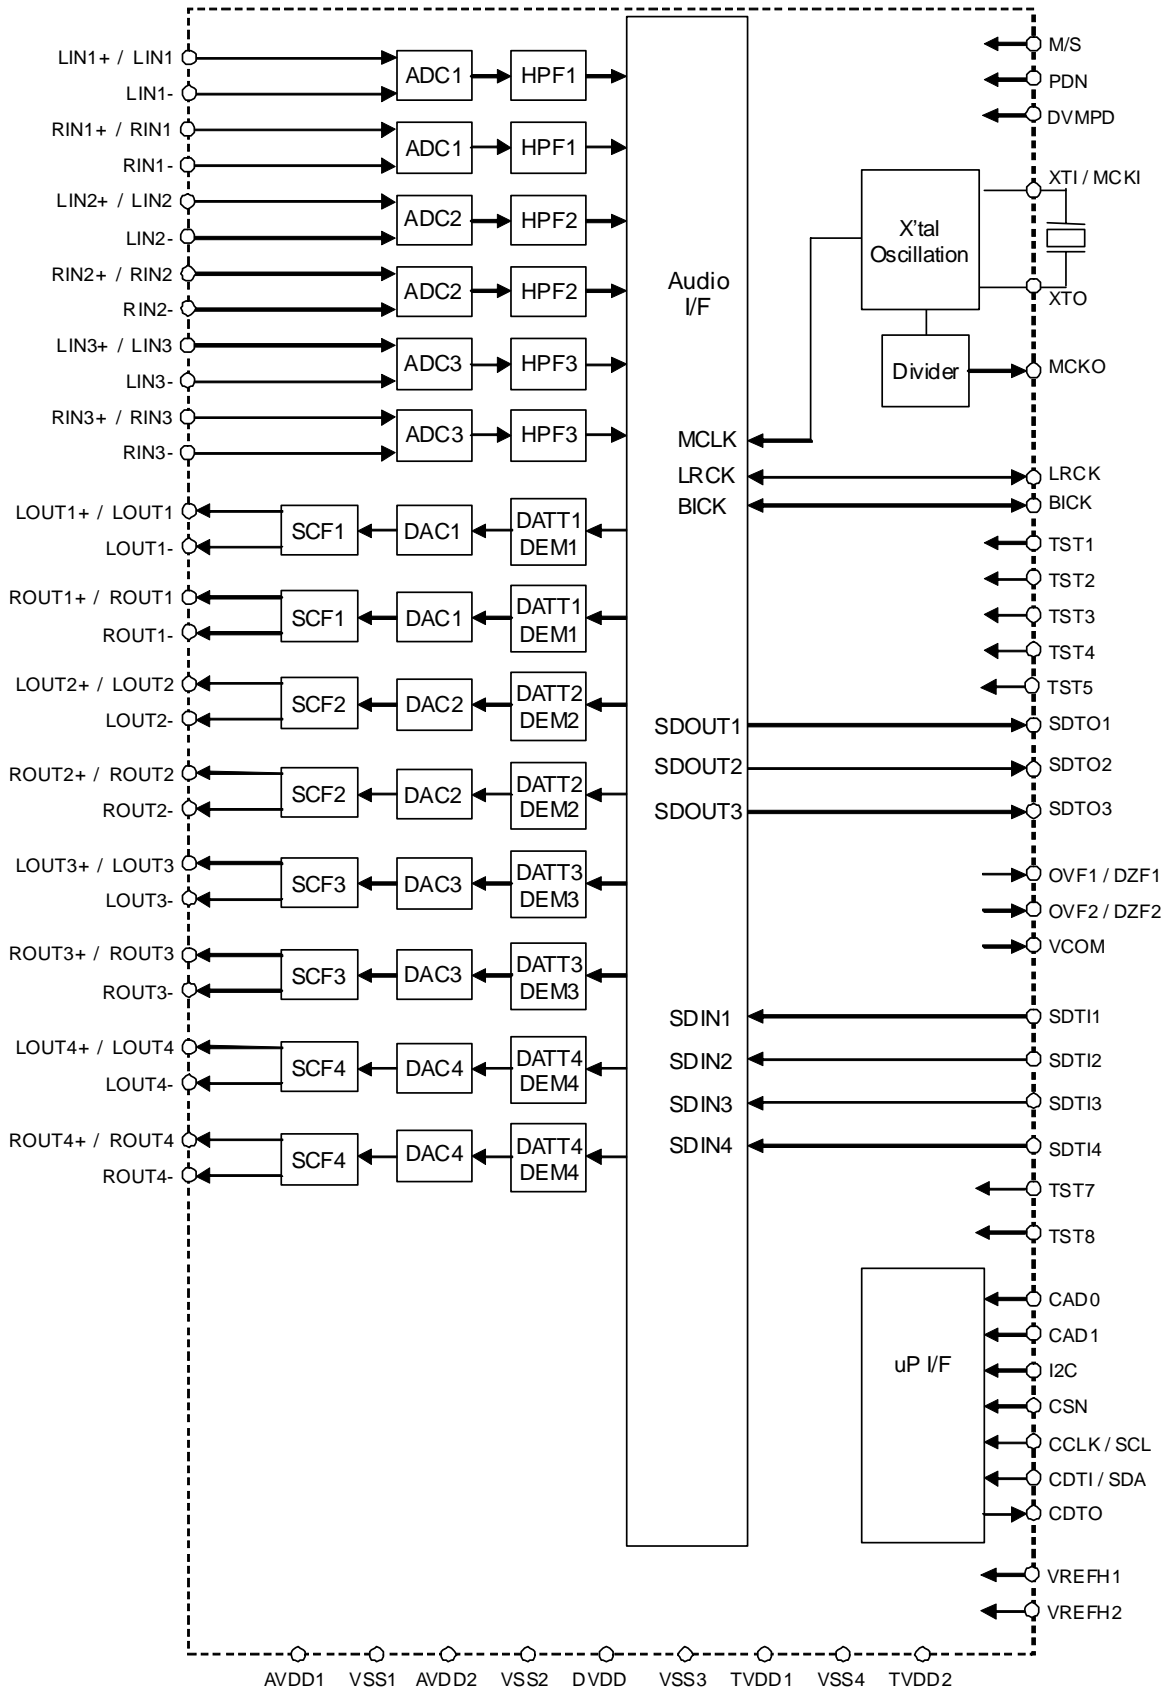 LIN1+ / LIN1
LIN1-
ADC1
HPF1
RIN1+ / RIN1
RIN1-
ADC1
HPF1
LIN2+ / LIN2
LIN2-
ADC2
HPF2
RIN2+ / RIN2
RIN2-
ADC2
HPF2
LIN3+ / LIN3
LIN3-
ADC3
HPF3
RIN3+ / RIN3
RIN3-
ADC3
HPF3
LOUT1+ / LOUT1
LOUT1-
SCF1
DAC1
DATT1
DEM1
ROUT1+ / ROUT1
ROUT1-
SCF1
DAC1
DATT1
DEM1
LOUT2+ / LOUT2
LOUT2-
SCF2
DAC2
DATT2
DEM2
ROUT2+ / ROUT2
ROUT2-
SCF2
DAC2
DATT2
DEM2
LOUT3+ / LOUT3
LOUT3-
SCF3
DAC3
DATT3
DEM3
ROUT3+ / ROUT3
ROUT3-
SCF3
DAC3
DATT3
DEM3
LOUT4+ / LOUT4
LOUT4-
SCF4
DAC4
DATT4
DEM4
ROUT4+ / ROUT4
ROUT4-
SCF4
DAC4
DATT4
DEM4
Audio
I/F
MCLK
LRCK
BICK
SDOUT1
SDOUT2
SDOUT3
SDIN1
SDIN2
SDIN3
SDIN4
X'tal
Oscillation
Divider
uP I/F
M/S
PDN
DVMPD
XTI / MCKI
XTO
MCKO
LRCK
BICK
TST1
TST2
TST3
TST4
TST5
SDTO1
SDTO2
SDTO3
OVF1 / DZF1
OVF2 / DZF2
VCOM
SDTI1
SDTI2
SDTI3
SDTI4
TST7
TST8
CAD0
CAD1
I2C
CSN
CCLK / SCL
CDTI / SDA
CDTO
VREFH1
VREFH2
AVDD1 VSS1 AVDD2 VSS2 DVDD VSS3 TVDD1 VSS4 TVDD2